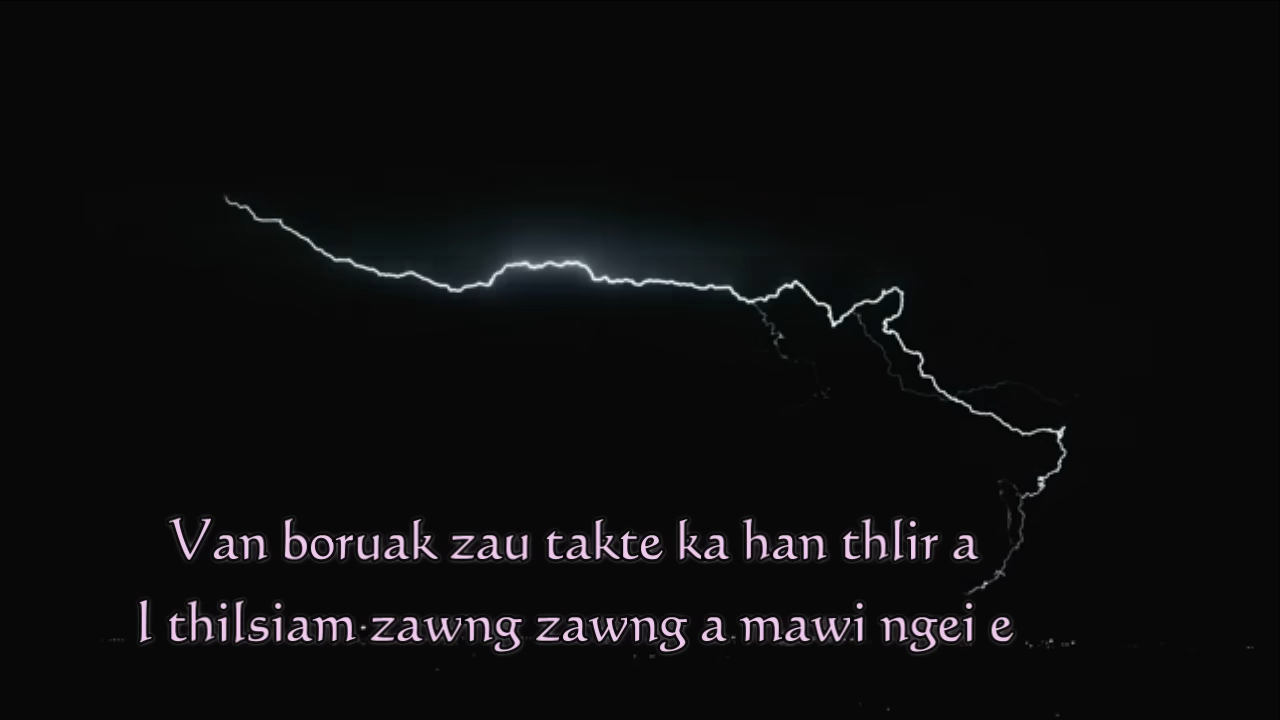 Van boruak zau takte ka han thlir a
I thilsiam zawng zawng a mawi ngei e